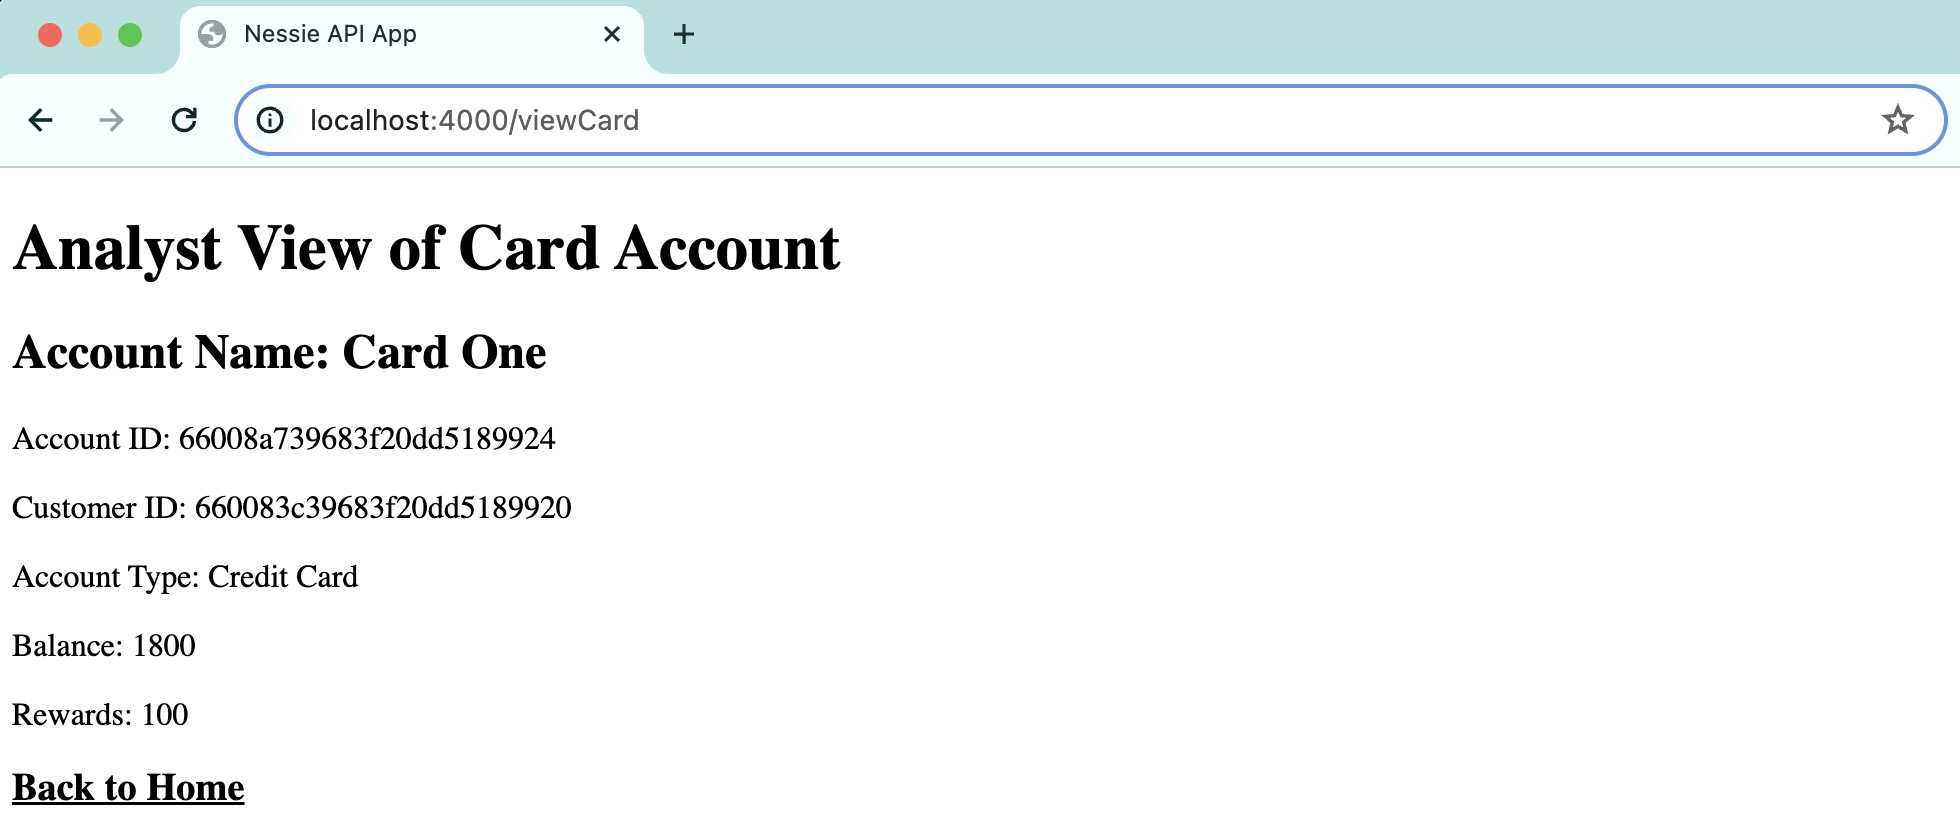 Nessie API App
localhost:4000/viewCard
Analyst View of Card Account
Account Name: Card One
Account ID: 66008a739683f20dd5189924
Customer ID: 660083c39683f20dd5189920
Account Type: Credit Card
Balance: 1800
Rewards: 100
Back to Home